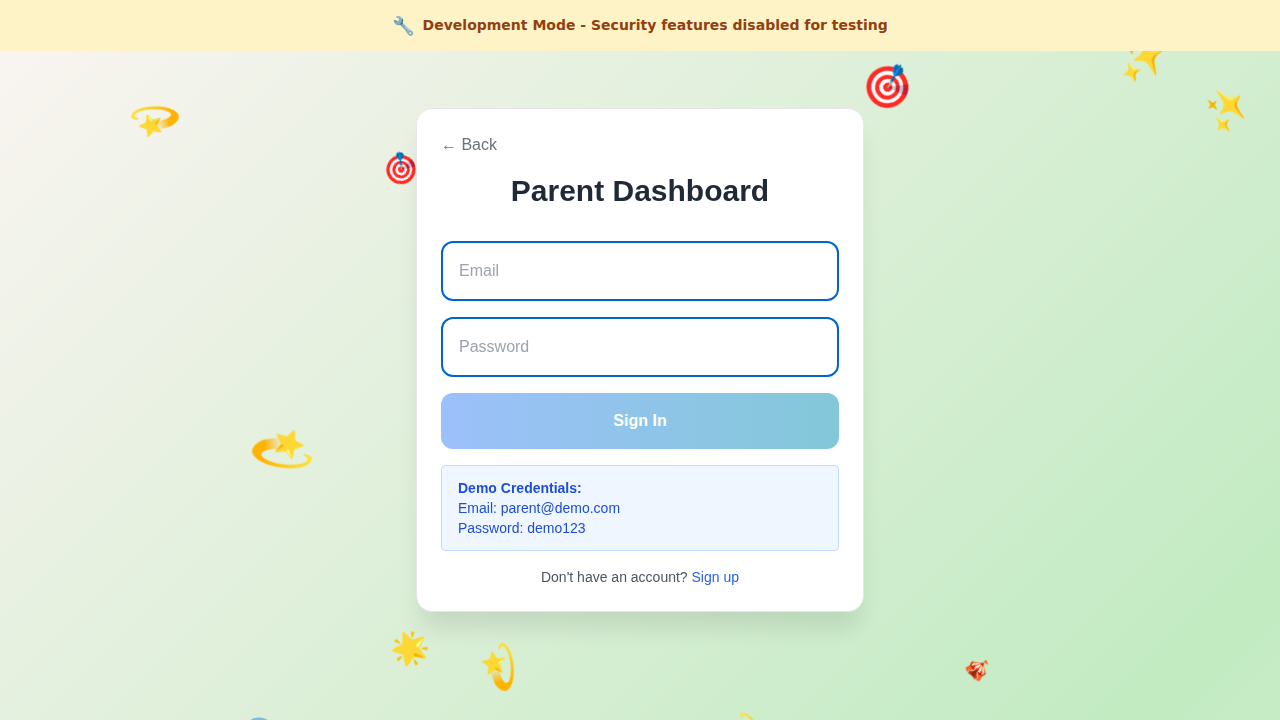 Development Mode - Security features disabled for testing
← Back
Parent Dashboard
Email
Password
Sign In
Demo Credentials:
Email: parent@demo.com
Password: demo123
Don't have an account? Sign up